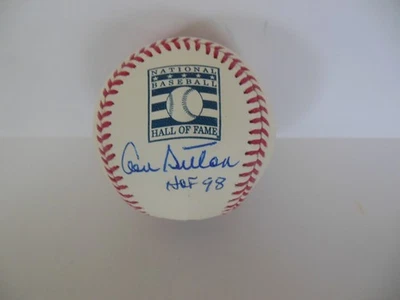 NATIONAL
BASEBALL
HALL OF FAME
Don Sutton
HOF 98